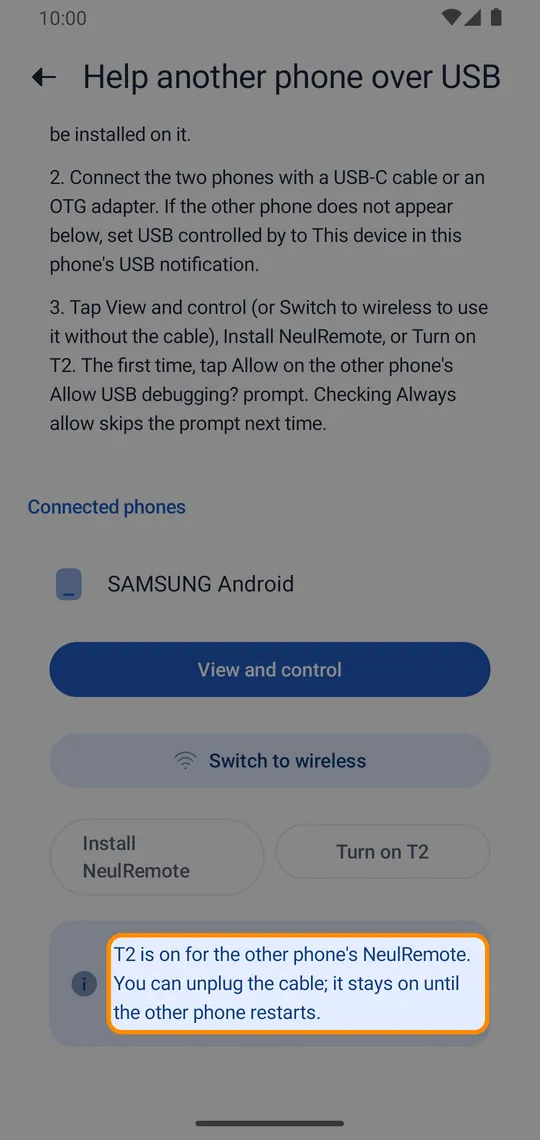 10:00
Help another phone over USB
be installed on it.
2. Connect the two phones with a USB-C cable or an
OTG adapter. If the other phone does not appear
below, set USB controlled by to This device in this
phone's USB notification.
3. Tap View and control (or Switch to wireless to use
it without the cable), Install NeulRemote, or Turn on
T2. The first time, tap Allow on the other phone's
Allow USB debugging? prompt. Checking Always
allow skips the prompt next time.
Connected phones
SAMSUNG Android
View and control
Switch to wireless
Install
NeulRemote
Turn on T2
T2 is on for the other phone's NeulRemote.
You can unplug the cable; it stays on until
the other phone restarts.